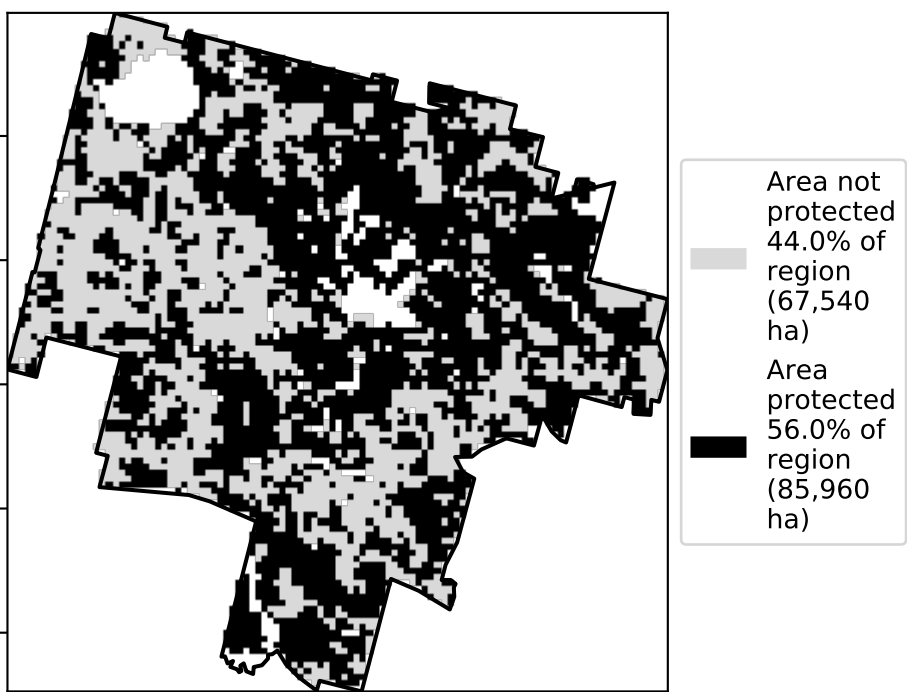 Area not
protected
44.0% of
region
(67,540
ha)
Area
protected
56.0% of
region
(85,960
ha)